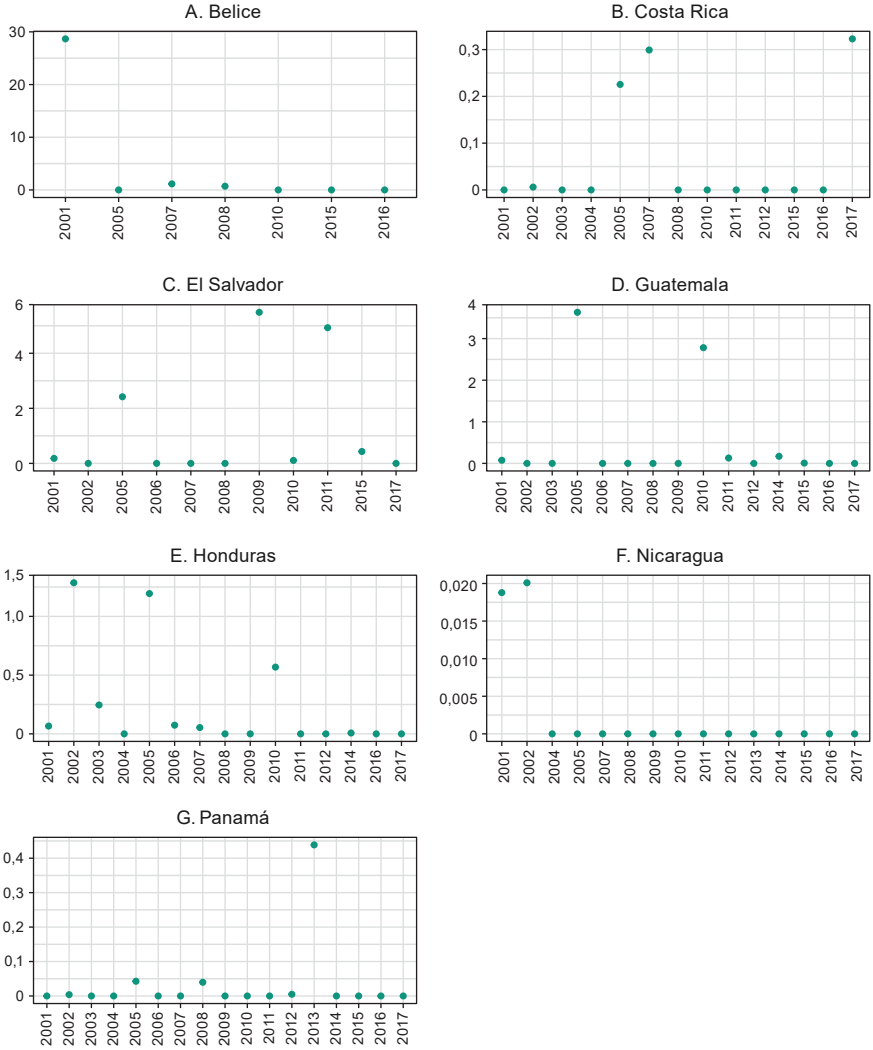 A. Belice
30
20
10
0
2001 2005 2007 2008 2010 2015 2016
B. Costa Rica
0,3
0,2
0,1
0
2001 2002 2003 2004 2005 2007 2008 2010 2011 2012 2015 2016 2017
C. El Salvador
6
4
2
0
2001 2002 2005 2006 2007 2008 2009 2010 2011 2015 2017
D. Guatemala
4
3
2
1
0
2001 2002 2003 2005 2006 2007 2008 2009 2010 2011 2012 2014 2015 2016 2017
E. Honduras
1,5
1,0
0,5
0
2001 2002 2003 2004 2005 2006 2007 2008 2009 2010 2011 2012 2014 2016 2017
F. Nicaragua
0,020
0,015
0,010
0,005
0
2001 2002 2004 2005 2007 2008 2009 2010 2011 2012 2013 2014 2015 2016 2017
G. Panamá
0,4
0,3
0,2
0,1
0
2001 2002 2003 2004 2005 2006 2007 2008 2009 2010 2011 2012 2013 2014 2015 2016 2017